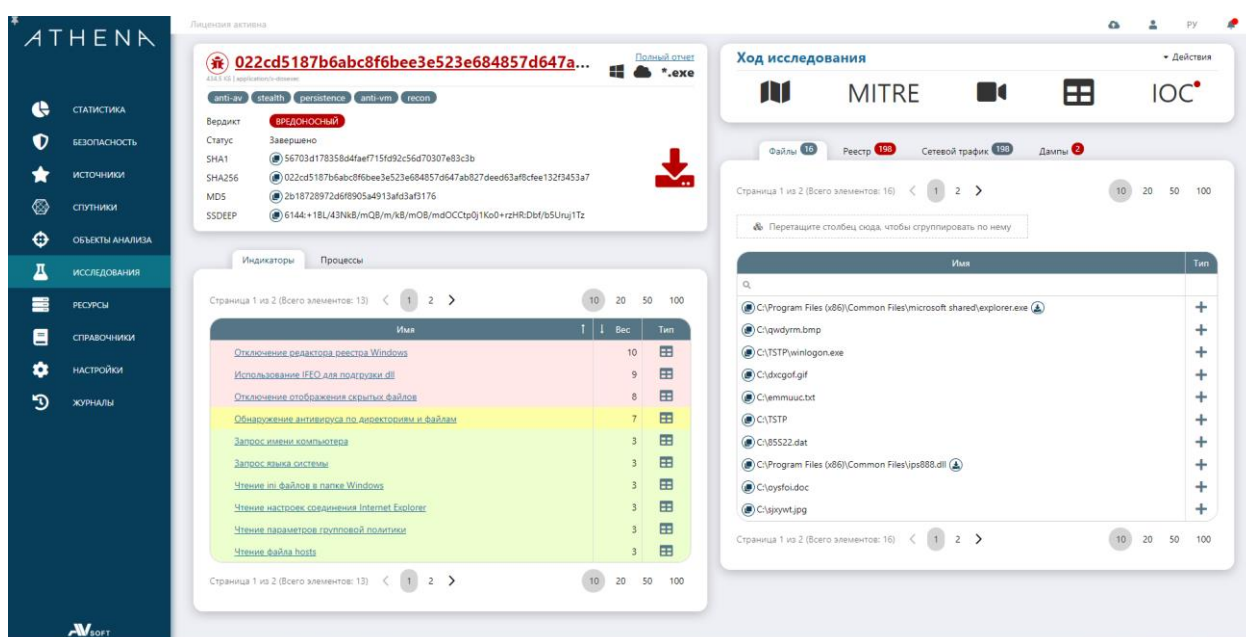 ATHENA
СТАТИСТИКА
БЕЗОПАСНОСТЬ
ИСТОЧНИКИ
СПУТНИКИ
ОБЪЕКТЫ АНАЛИЗА
ИССЛЕДОВАНИЯ
РЕСУРСЫ
СПРАВОЧНИКИ
НАСТРОЙКИ
ЖУРНАЛЫ
AVSOFT
Лицензия активна
РУ
022cd5187b6abc8f6bee3e523e684857d647a...
Полный отчет
*.exe
anti-av stealth persistence anti-vm recon
Вердикт ВРЕДОНОСНЫЙ
Статус Завершено
SHA1 56703d178358d4faef715fd92c56d70307e83c3b
SHA256 022cd5187b6abc8f6bee3e523e684857d647ab827deed63af8cfee132f3453a7
MD5 2b18728972d6f8905a4913afd3af3176
SSDEEP 6144:+18L/43NkB/mQB/m/kB/mOB/mdOCCtp0j1Ko0+rzHR:Dbf/b5Uruj1Tz
Индикаторы Процессы
Страница 1 из 2 (Всего элементов: 13) 1 2 10 20 50 100
Имя Вес Тип
Отключение редактора реестра Windows 10
Использование IFEO для подгрузки dll 9
Отключение отображения скрытых файлов 8
Обнаружение антивируса по директориям и файлам 7
Запрос имени компьютера 3
Запрос языка системы 3
Чтение ini файлов в папке Windows 3
Чтение настроек соединения Internet Explorer 3
Чтение параметров групповой политики 3
Чтение файла hosts 3
Страница 1 из 2 (Всего элементов: 13) 1 2 10 20 50 100
Ход исследования Действия
MITRE IOC
Файлы 16 Реестр 198 Сетевой трафик 198 Дампы 2
Страница 1 из 2 (Всего элементов: 16) 1 2 10 20 50 100
Перетащите столбец сюда, чтобы сгруппировать по нему
Имя Тип
C:\Program Files (x86)\Common Files\microsoft shared\explorer.exe
C:\qwdyrm.bmp
C:\TSTP\winlogon.exe
C:\dxcgof.gif
C:\emmuuc.txt
C:\TSTP
C:\85S22.dat
C:\Program Files (x86)\Common Files\ips888.dll
C:\oysfoi.doc
C:\sjxywt.jpg
Страница 1 из 2 (Всего элементов: 16) 1 2 10 20 50 100